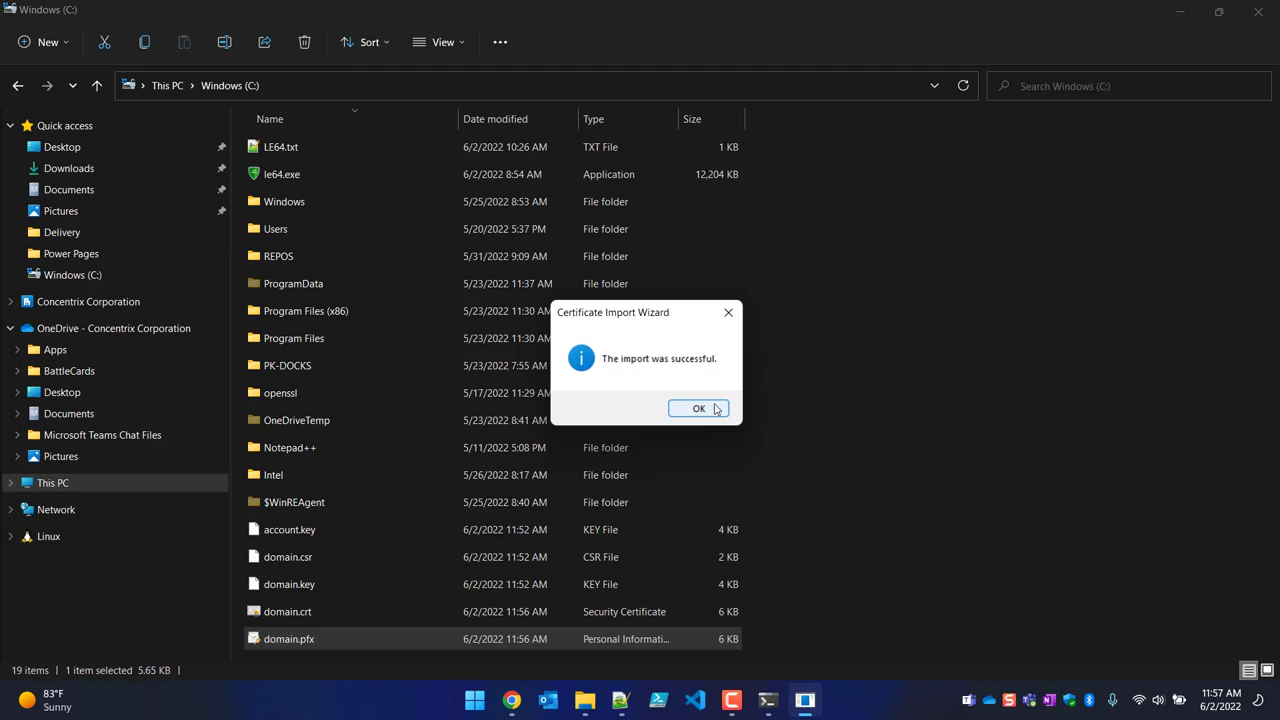 Windows (C:)
New
Sort
View
This PC
Windows (C:)
Search Windows (C:)
Name
Date modified
Type
Size
Quick access
Desktop
Downloads
Documents
Pictures
Delivery
Power Pages
Windows (C:)
Concentrix Corporation
OneDrive - Concentrix Corporation
Apps
BattleCards
Desktop
Documents
Microsoft Teams Chat Files
Pictures
This PC
Network
Linux
LE64.txt 6/2/2022 10:26 AM TXT File 1 KB
le64.exe 6/2/2022 8:54 AM Application 12,204 KB
Windows 5/25/2022 8:53 AM File folder
Users 5/20/2022 5:37 PM File folder
REPOS 5/31/2022 9:09 AM File folder
ProgramData 5/23/2022 11:37 AM File folder
Program Files (x86) 5/23/2022 11:30 AM
Program Files 5/23/2022 11:30 AM
PK-DOCKS 5/23/2022 7:55 AM
openssl 5/17/2022 11:29 AM
OneDriveTemp 5/23/2022 8:41 AM
Notepad++ 5/11/2022 5:08 PM File folder
Intel 5/26/2022 8:17 AM File folder
$WinREAgent 5/25/2022 8:40 AM File folder
account.key 6/2/2022 11:52 AM KEY File 4 KB
domain.csr 6/2/2022 11:52 AM CSR File 2 KB
domain.key 6/2/2022 11:52 AM KEY File 4 KB
domain.crt 6/2/2022 11:56 AM Security Certificate 6 KB
domain.pfx 6/2/2022 11:56 AM Personal Informati... 6 KB
Certificate Import Wizard
The import was successful.
OK
19 items 1 item selected 5.65 KB
83°F
Sunny
11:57 AM
6/2/2022